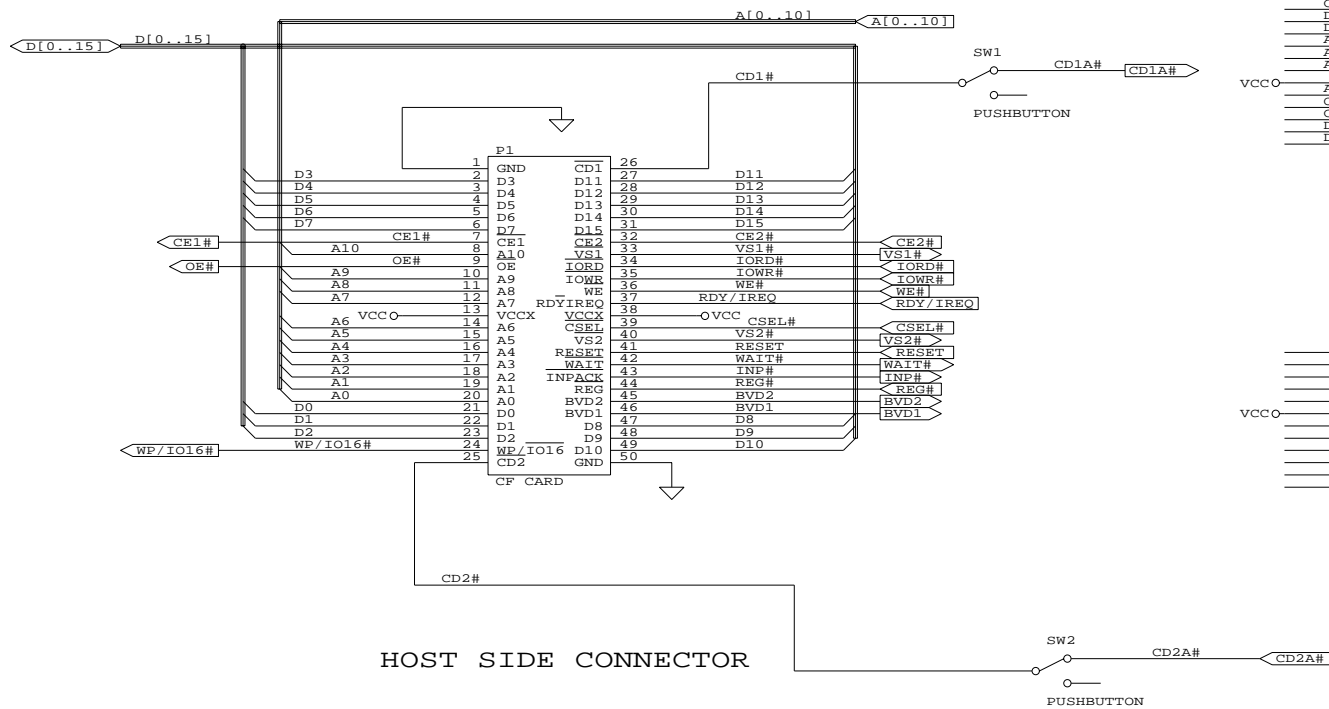 A[0..10]
A[0..10]
D[0..15]
D[0..15]
SW1
CD1#
CD1A#
CD1A#
VCC
PUSHBUTTON
P1
1 GND CD1 26
D3 2 D3 D11 27 D11
D4 3 D4 D12 28 D12
D5 4 D5 D13 29 D13
D6 5 D6 D14 30 D14
D7 6 D7 D15 31 D15
CE1# CE1# 7 CE1 CE2 32 CE2# CE2#
A10 8 A10 VS1 33 VS1# VS1#
OE# OE# 9 OE IORD 34 IORD# IORD#
A9 10 A9 IOWR 35 IOWR# IOWR#
A8 11 A8 WE 36 WE# WE#
A7 12 A7 RDYIREQ 37 RDY/IREQ RDY/IREQ
VCC 13 VCCX VCCX 38 VCC
A6 14 A6 CSEL 39 CSEL# CSEL#
A5 15 A5 VS2 40 VS2# VS2#
A4 16 A4 RESET 41 RESET RESET
A3 17 A3 WAIT 42 WAIT# WAIT#
A2 18 A2 INPACK 43 INP# INP#
A1 19 A1 REG 44 REG# REG#
A0 20 A0 BVD2 45 BVD2 BVD2
D0 21 D0 BVD1 46 BVD1 BVD1
D1 22 D1 D8 47 D8
D2 23 D2 D9 48 D9
WP/IO16# WP/IO16# 24 WP/IO16 D10 49 D10
25 CD2 GND 50
CF CARD
VCC
CD2#
HOST SIDE CONNECTOR
SW2
CD2A#
CD2A#
PUSHBUTTON